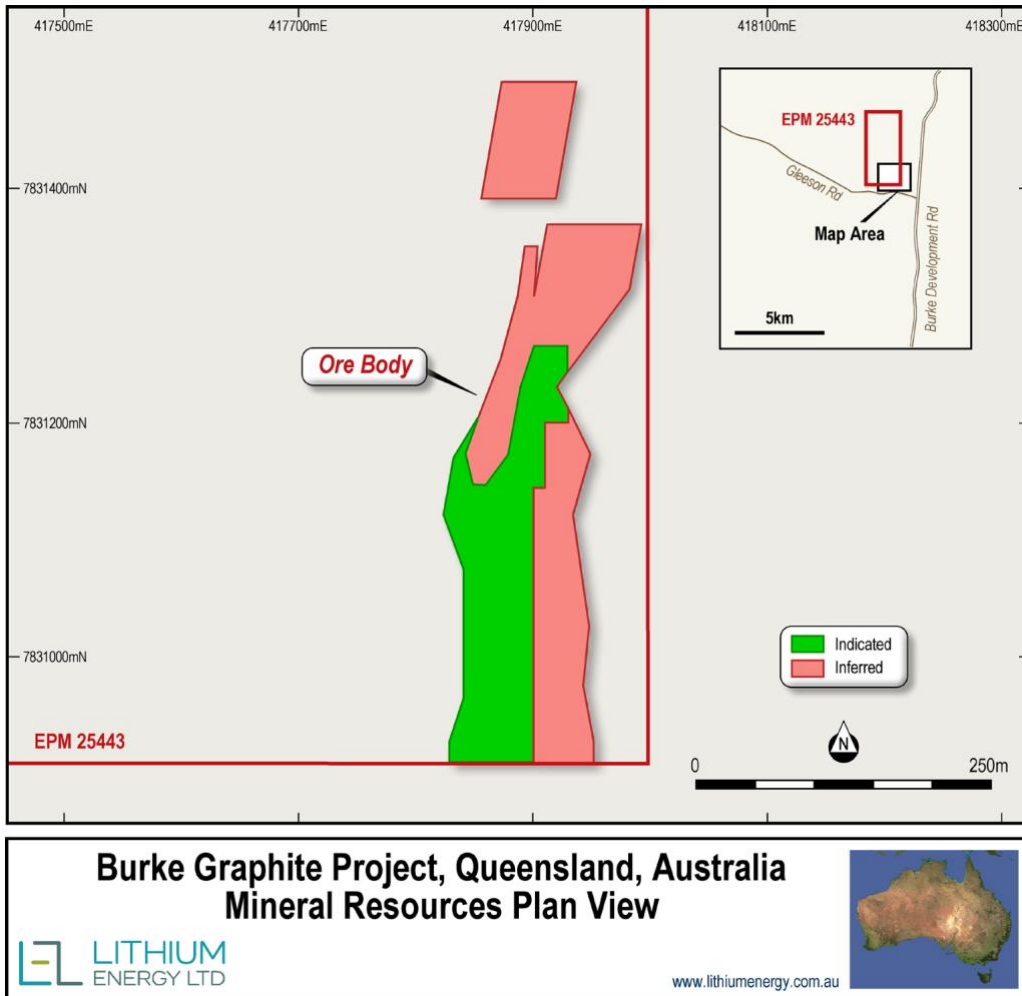 417500mE 417700mE 417900mE 418100mE 418300mE
EPM 25443
Gleeson Rd
Map Area
Burke Development Rd
5km
7831400mN
Ore Body
7831200mN
7831000mN
Indicated
Inferred
EPM 25443
N
0 250m
Burke Graphite Project, Queensland, Australia
Mineral Resources Plan View
LEL LITHIUM
ENERGY LTD
www.lithiumenergy.com.au